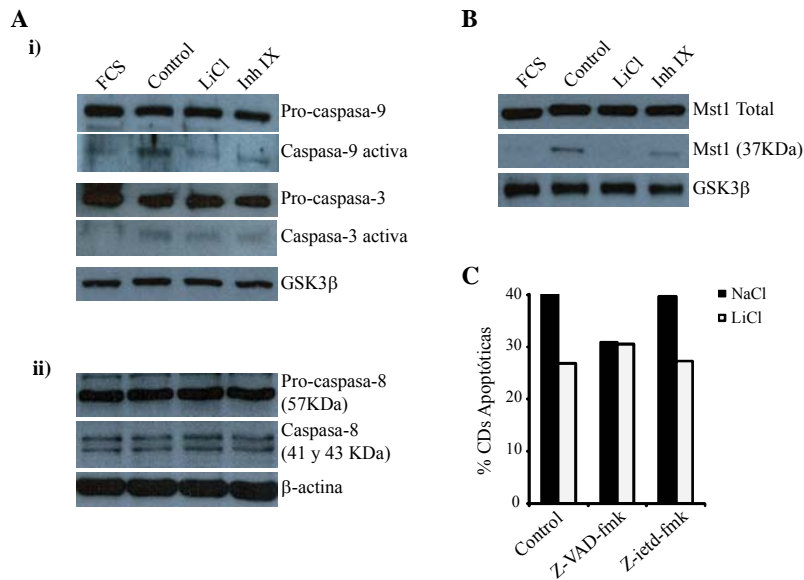 A
i)
FCS
Control
LiCl
Inh IX
Pro-caspasa-9
Caspasa-9 activa
Pro-caspasa-3
Caspasa-3 activa
GSK3β
ii)
Pro-caspasa-8
(57KDa)
Caspasa-8
(41 y 43 KDa)
β-actina
B
FCS
Control
LiCl
Inh IX
Mst1 Total
Mst1 (37KDa)
GSK3β
C
NaCl
LiCl
% CDs Apoptóticas
40
30
20
10
0
Control
Z-VAD-fmk
Z-ietd-fmk